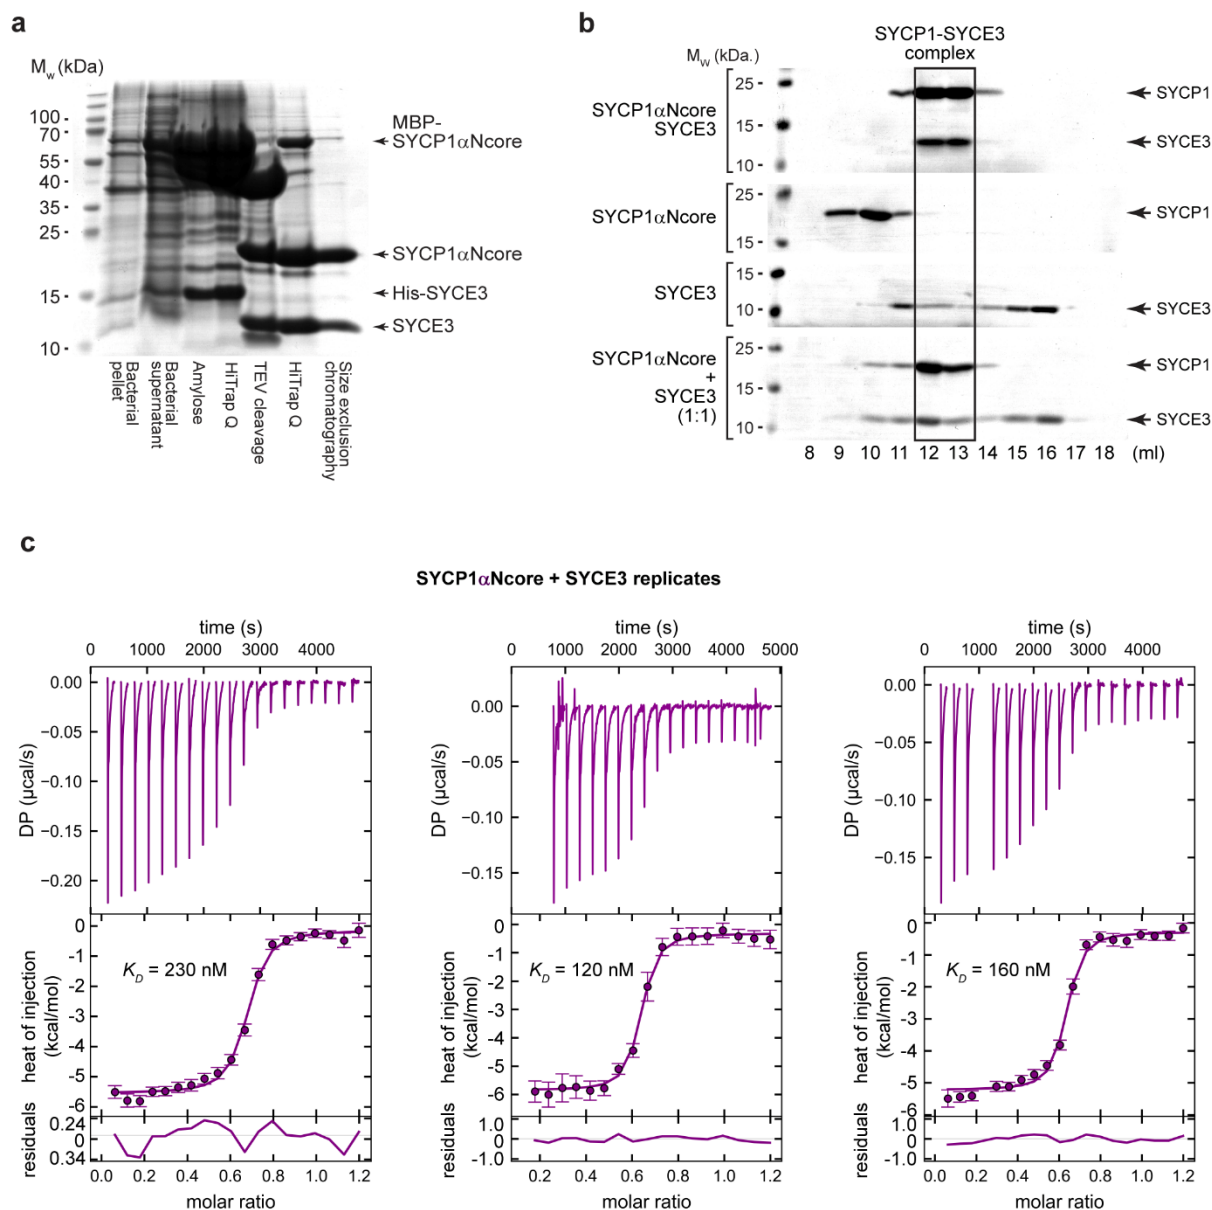 a
M_w (kDa)
100
70
55
40
35
25
15
10
MBP-
SYCP1αNcore
SYCP1αNcore
His-SYCE3
SYCE3
Bacterial
pellet
Bacterial
supernatant
Amylose
HiTrap Q
TEV cleavage
HiTrap Q
Size exclusion
chromatography
b
SYCP1-SYCE3
complex
M_w (kDa.)
SYCP1αNcore
SYCE3
25
15
10
SYCP1
SYCE3
SYCP1αNcore
25
15
SYCP1
SYCE3
15
10
SYCE3
SYCP1αNcore
+
SYCE3
(1:1)
25
15
10
SYCP1
SYCE3
8 9 10 11 12 13 14 15 16 17 18 (ml)
c
SYCP1αNcore + SYCE3 replicates
time (s)
0 1000 2000 3000 4000
DP (µcal/s)
0.00
−0.05
−0.10
−0.15
−0.20
heat of injection
(kcal/mol)
0
-1
-2
-3
-4
-5
-6
K_D = 230 nM
residuals
0.24
0
0.34
0.0 0.2 0.4 0.6 0.8 1.0 1.2
molar ratio
time (s)
0 1000 2000 3000 4000 5000
DP (µcal/s)
0.00
−0.05
−0.10
−0.15
heat of injection
(kcal/mol)
0
-1
-2
-3
-4
-5
-6
K_D = 120 nM
residuals
1.0
0
-1.0
0.2 0.4 0.6 0.8 1.0 1.2
molar ratio
time (s)
0 1000 2000 3000 4000
DP (µcal/s)
0.00
−0.05
−0.10
−0.15
heat of injection
(kcal/mol)
0
-1
-2
-3
-4
-5
-6
K_D = 160 nM
residuals
1.0
0
-1.0
0.0 0.2 0.4 0.6 0.8 1.0 1.2
molar ratio